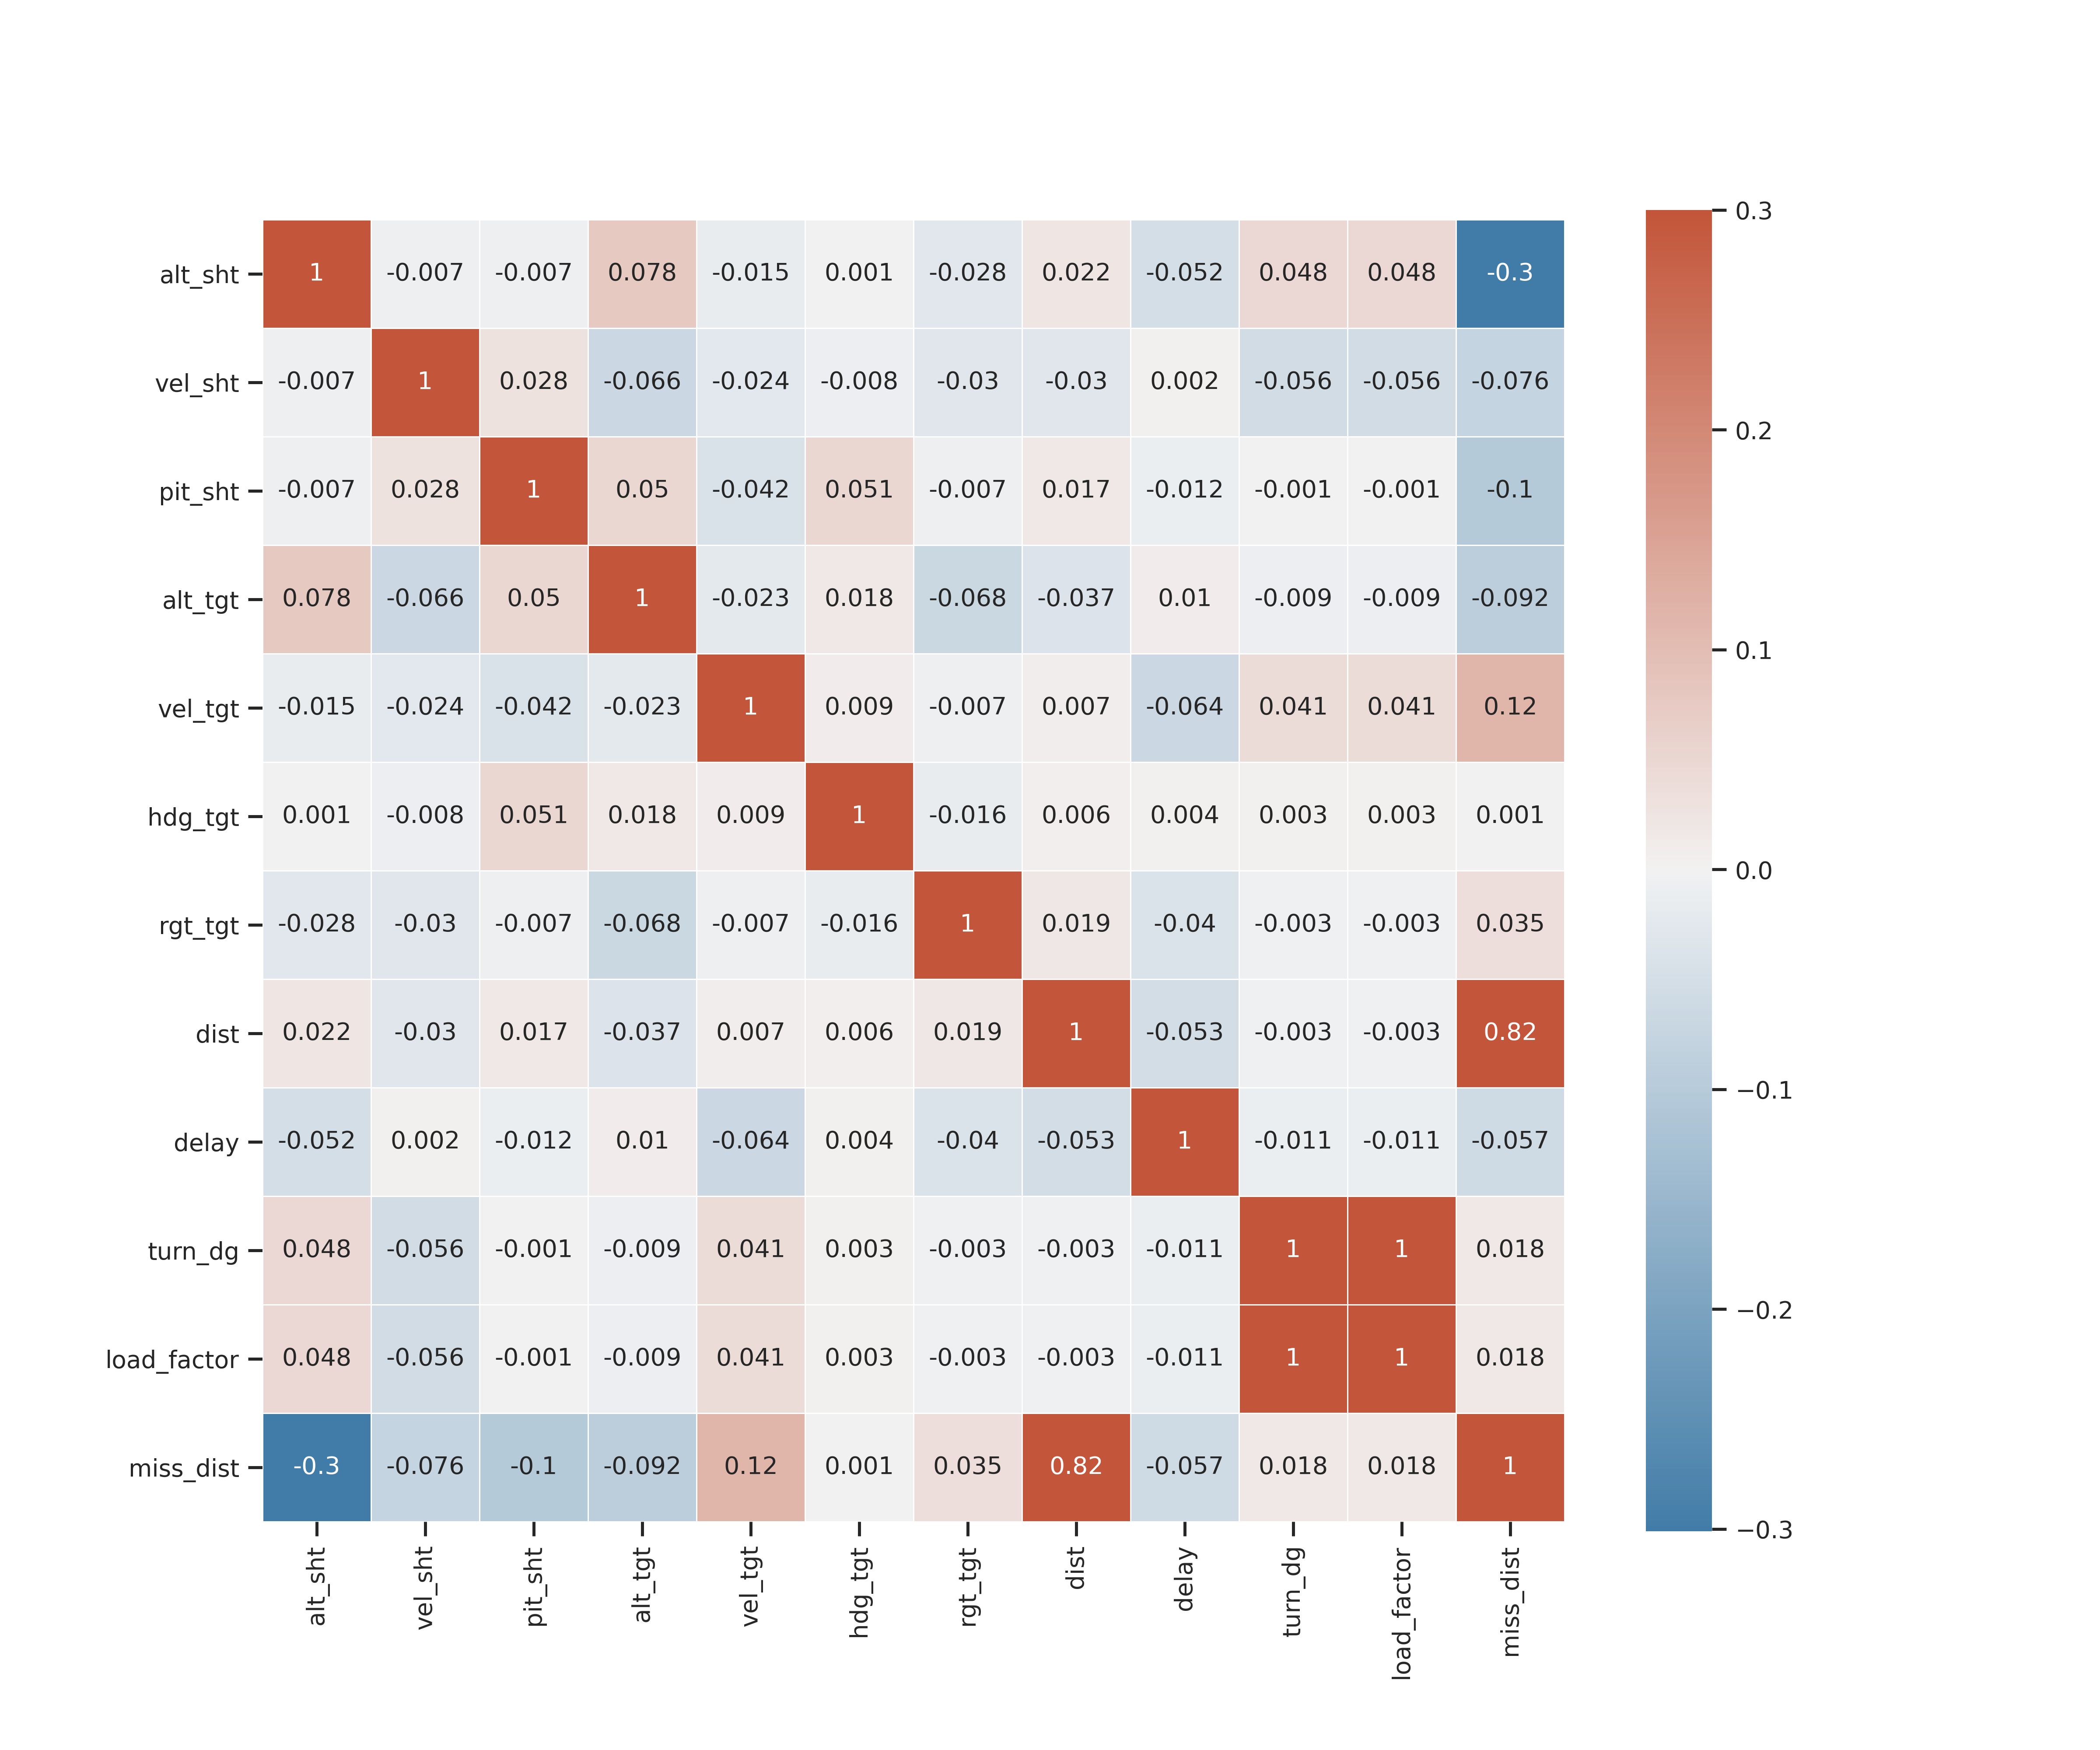 0.3
alt_sht 1 -0.007 -0.007 0.078 -0.015 0.001 -0.028 0.022 -0.052 0.048 0.048 -0.3
vel_sht -0.007 1 0.028 -0.066 -0.024 -0.008 -0.03 -0.03 0.002 -0.056 -0.056 -0.076
0.2
pit_sht -0.007 0.028 1 0.05 -0.042 0.051 -0.007 0.017 -0.012 -0.001 -0.001 -0.1
alt_tgt 0.078 -0.066 0.05 1 -0.023 0.018 -0.068 -0.037 0.01 -0.009 -0.009 -0.092
0.1
vel_tgt -0.015 -0.024 -0.042 -0.023 1 0.009 -0.007 0.007 -0.064 0.041 0.041 0.12
hdg_tgt 0.001 -0.008 0.051 0.018 0.009 1 -0.016 0.006 0.004 0.003 0.003 0.001
0.0
rgt_tgt -0.028 -0.03 -0.007 -0.068 -0.007 -0.016 1 0.019 -0.04 -0.003 -0.003 0.035
dist 0.022 -0.03 0.017 -0.037 0.007 0.006 0.019 1 -0.053 -0.003 -0.003 0.82
−0.1
delay -0.052 0.002 -0.012 0.01 -0.064 0.004 -0.04 -0.053 1 -0.011 -0.011 -0.057
turn_dg 0.048 -0.056 -0.001 -0.009 0.041 0.003 -0.003 -0.003 -0.011 1 1 0.018
−0.2
load_factor 0.048 -0.056 -0.001 -0.009 0.041 0.003 -0.003 -0.003 -0.011 1 1 0.018
miss_dist -0.3 -0.076 -0.1 -0.092 0.12 0.001 0.035 0.82 -0.057 0.018 0.018 1
−0.3
alt_sht vel_sht pit_sht alt_tgt vel_tgt hdg_tgt rgt_tgt dist delay turn_dg load_factor miss_dist